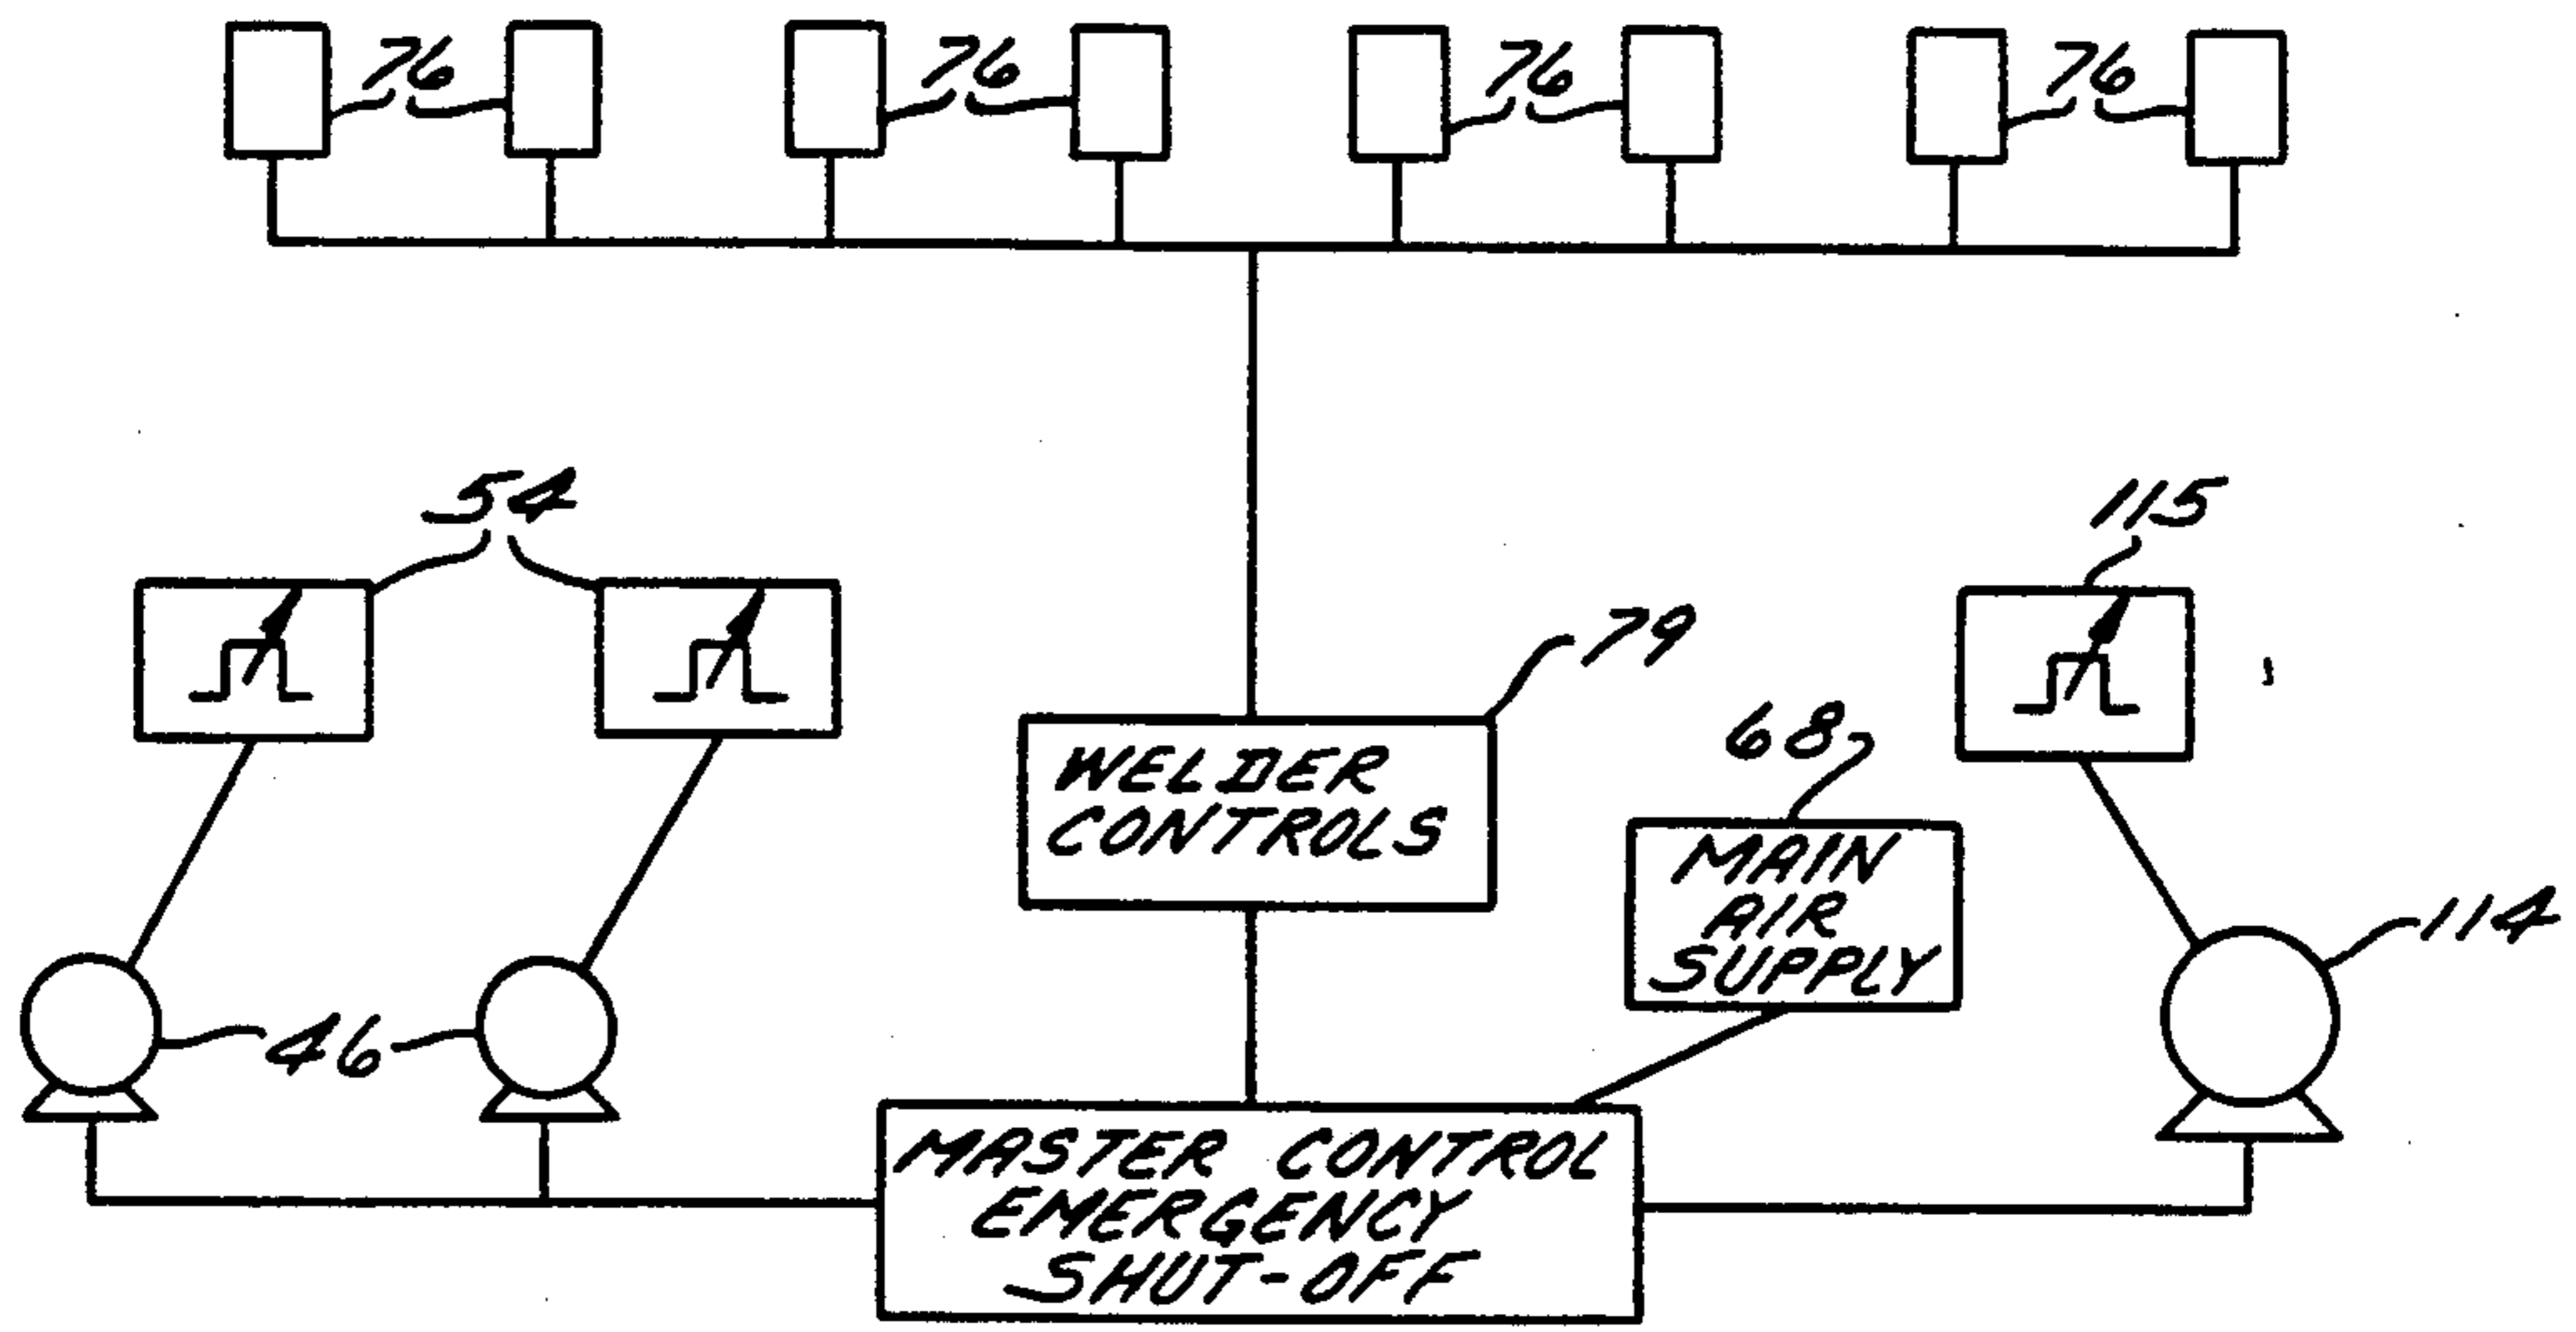 76 76 76 76
54
115
79
68
WELDER
CONTROLS
MAIN
AIR
SUPPLY
114
46
MASTER CONTROL
EMERGENCY
SHUT-OFF